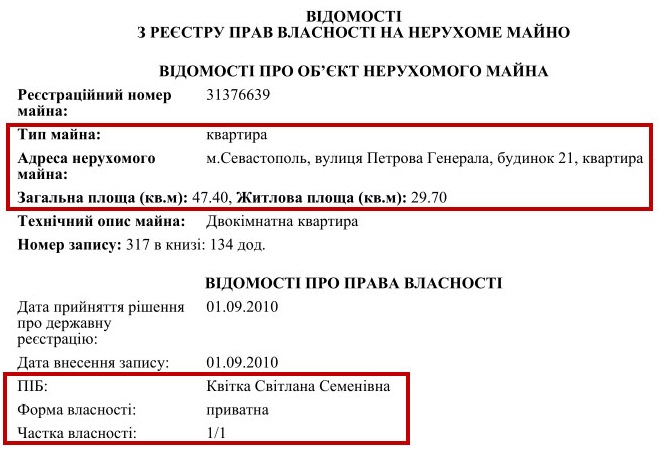 ВІДОМОСТІ
З РЕЄСТРУ ПРАВ ВЛАСНОСТІ НА НЕРУХОМЕ МАЙНО
ВІДОМОСТІ ПРО ОБ’ЄКТ НЕРУХОМОГО МАЙНА
Реєстраційний номер майна: 31376639
Тип майна: квартира
Адреса нерухомого майна: м.Севастополь, вулиця Петрова Генерала, будинок 21, квартира
Загальна площа (кв.м): 47.40, Житлова площа (кв.м): 29.70
Технічний опис майна: Двокімнатна квартира
Номер запису: 317 в книзі: 134 дод.
ВІДОМОСТІ ПРО ПРАВА ВЛАСНОСТІ
Дата прийняття рішення про державну реєстрацію: 01.09.2010
Дата внесення запису: 01.09.2010
ПІБ: Квітка Світлана Семенівна
Форма власності: приватна
Частка власності: 1/1